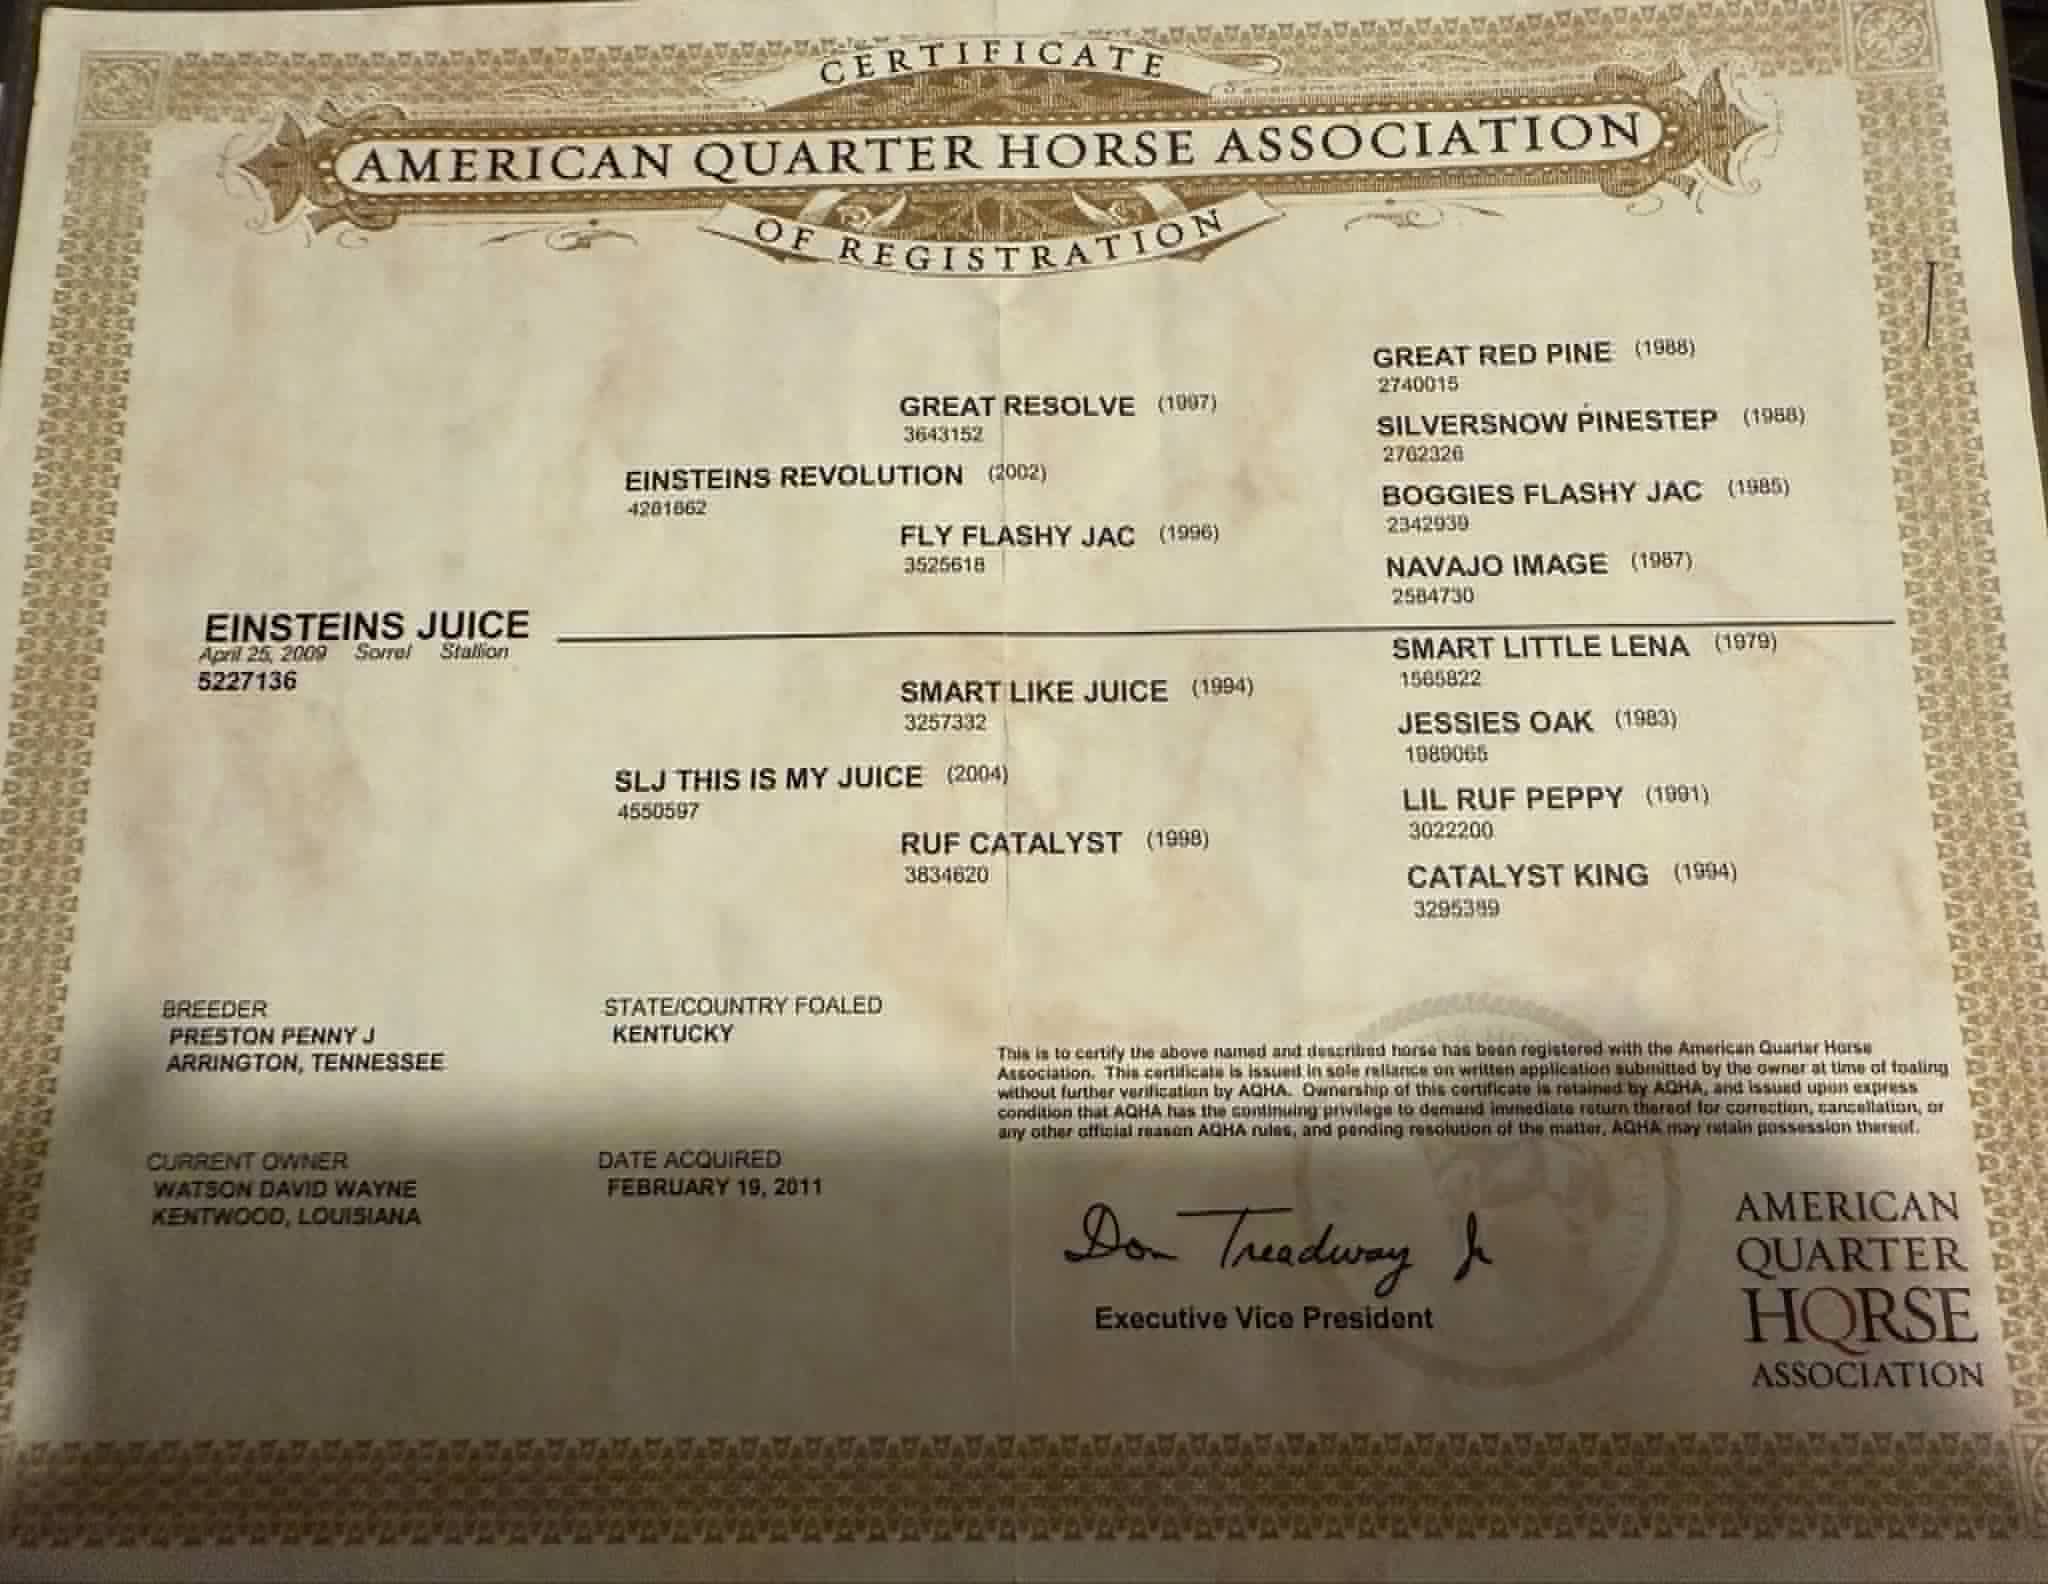 CERTIFICATE
AMERICAN QUARTER HORSE ASSOCIATION
OF REGISTRATION
GREAT RED PINE (1988)
2740015
GREAT RESOLVE (1997)
3643152
SILVERSNOW PINESTEP (1988)
2762326
EINSTEINS REVOLUTION (2002)
4281862
BOGGIES FLASHY JAC (1985)
2342939
FLY FLASHY JAC (1996)
3525618
NAVAJO IMAGE (1987)
2584730
EINSTEINS JUICE
April 25, 2009 Sorrel Stallion
5227136
SMART LITTLE LENA (1979)
1565822
SMART LIKE JUICE (1994)
3257332
JESSIES OAK (1983)
1989065
SLJ THIS IS MY JUICE (2004)
4550597
LIL RUF PEPPY (1991)
3022200
RUF CATALYST (1998)
3834620
CATALYST KING (1994)
3295389
BREEDER
PRESTON PENNY J
ARRINGTON, TENNESSEE
STATE/COUNTRY FOALED
KENTUCKY
This is to certify the above named and described horse has been registered with the American Quarter Horse
Association. This certificate is issued in sole reliance on written application submitted by the owner at time of foaling
without further verification by AQHA. Ownership of this certificate is retained by AQHA, and issued upon express
condition that AQHA has the continuing privilege to demand immediate return thereof for correction, cancellation, or
any other official reason AQHA rules, and pending resolution of the matter, AQHA may retain possession thereof.
CURRENT OWNER
WATSON DAVID WAYNE
KENTWOOD, LOUISIANA
DATE ACQUIRED
FEBRUARY 19, 2011
Don Treadway Jr
Executive Vice President
AMERICAN
QUARTER
HORSE
ASSOCIATION